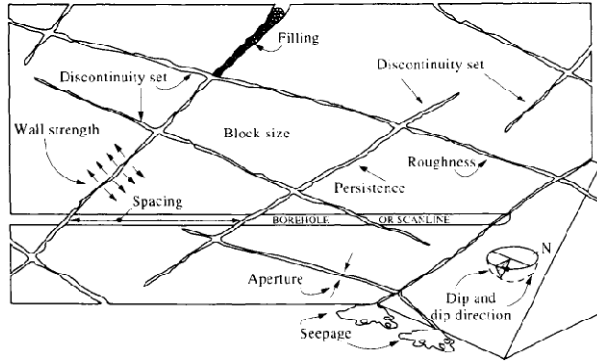 Filling
Discontinuity set
Discontinuity set
Wall strength
Block size
Roughness
Persistence
Spacing
BOREHOLE OR SCANLINE
N
Aperture
Dip and
dip direction
Seepage